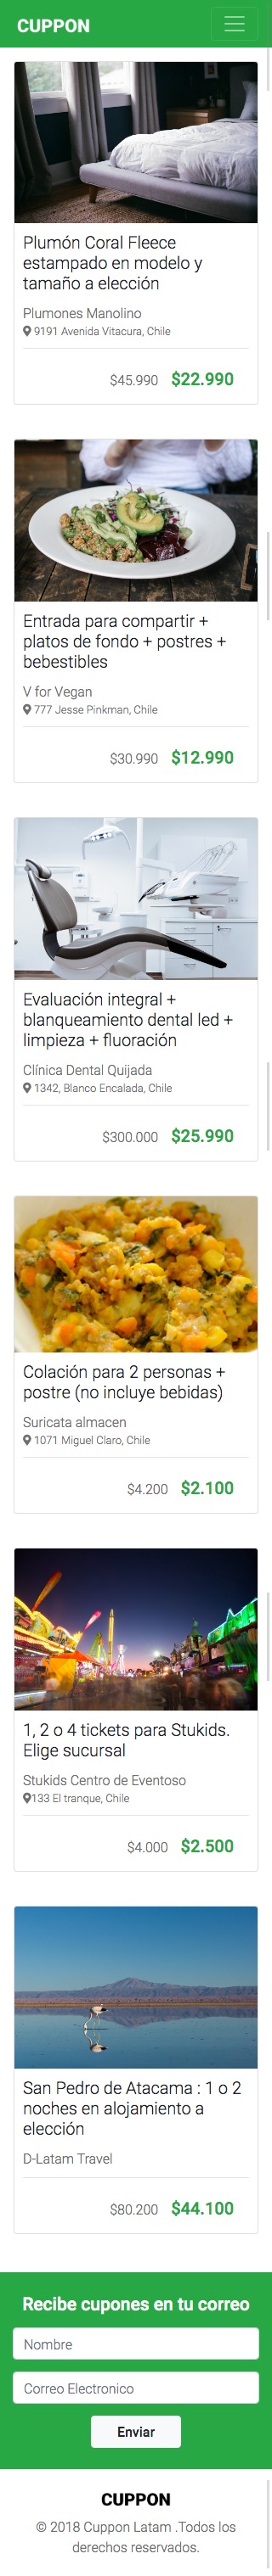 CUPPON
Plumón Coral Fleece
estampado en modelo y
tamaño a elección
Plumones Manolino
9191 Avenida Vitacura, Chile
$45.990 $22.990
Entrada para compartir +
platos de fondo + postres +
bebestibles
V for Vegan
777 Jesse Pinkman, Chile
$30.990 $12.990
Evaluación integral +
blanqueamiento dental led +
limpieza + fluoración
Clínica Dental Quijada
1342, Blanco Encalada, Chile
$300.000 $25.990
Colación para 2 personas +
postre (no incluye bebidas)
Suricata almacen
1071 Miguel Claro, Chile
$4.200 $2.100
1, 2 o 4 tickets para Stukids.
Elige sucursal
Stukids Centro de Eventoso
133 El tranque, Chile
$4.000 $2.500
San Pedro de Atacama : 1 o 2
noches en alojamiento a
elección
D-Latam Travel
$80.200 $44.100
Recibe cupones en tu correo
Nombre
Correo Electronico
Enviar
CUPPON
© 2018 Cuppon Latam .Todos los
derechos reservados.